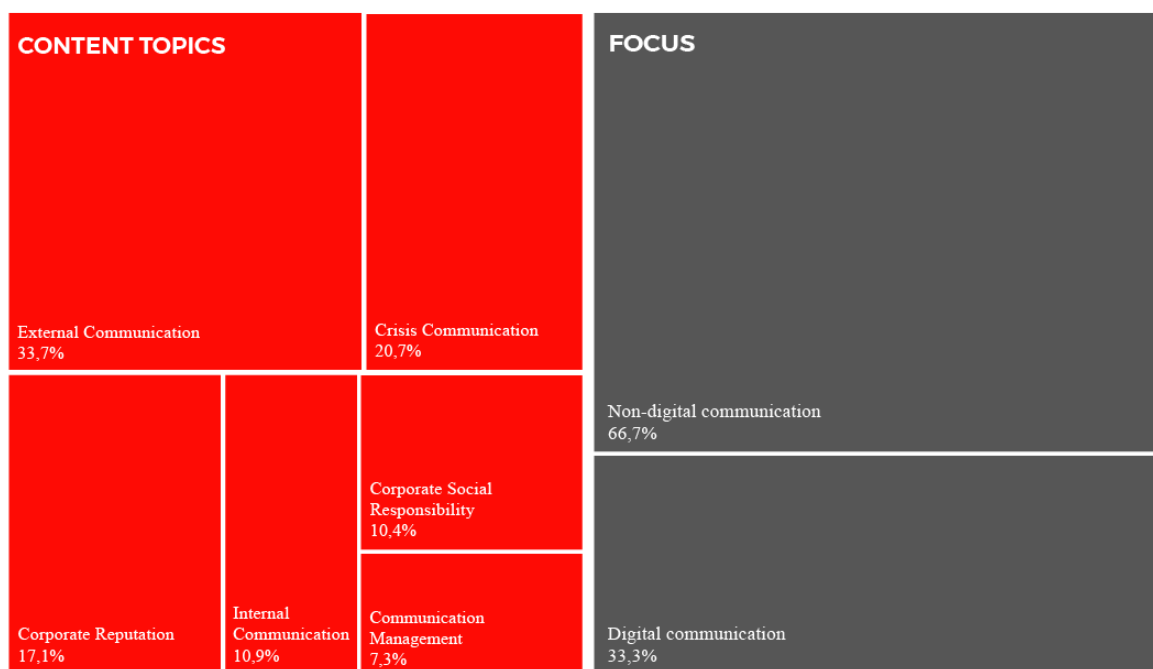 CONTENT TOPICS
External Communication
33,7%
Crisis Communication
20,7%
Corporate Reputation
17,1%
Internal
Communication
10,9%
Corporate Social
Responsibility
10,4%
Communication
Management
7,3%
FOCUS
Non-digital communication
66,7%
Digital communication
33,3%